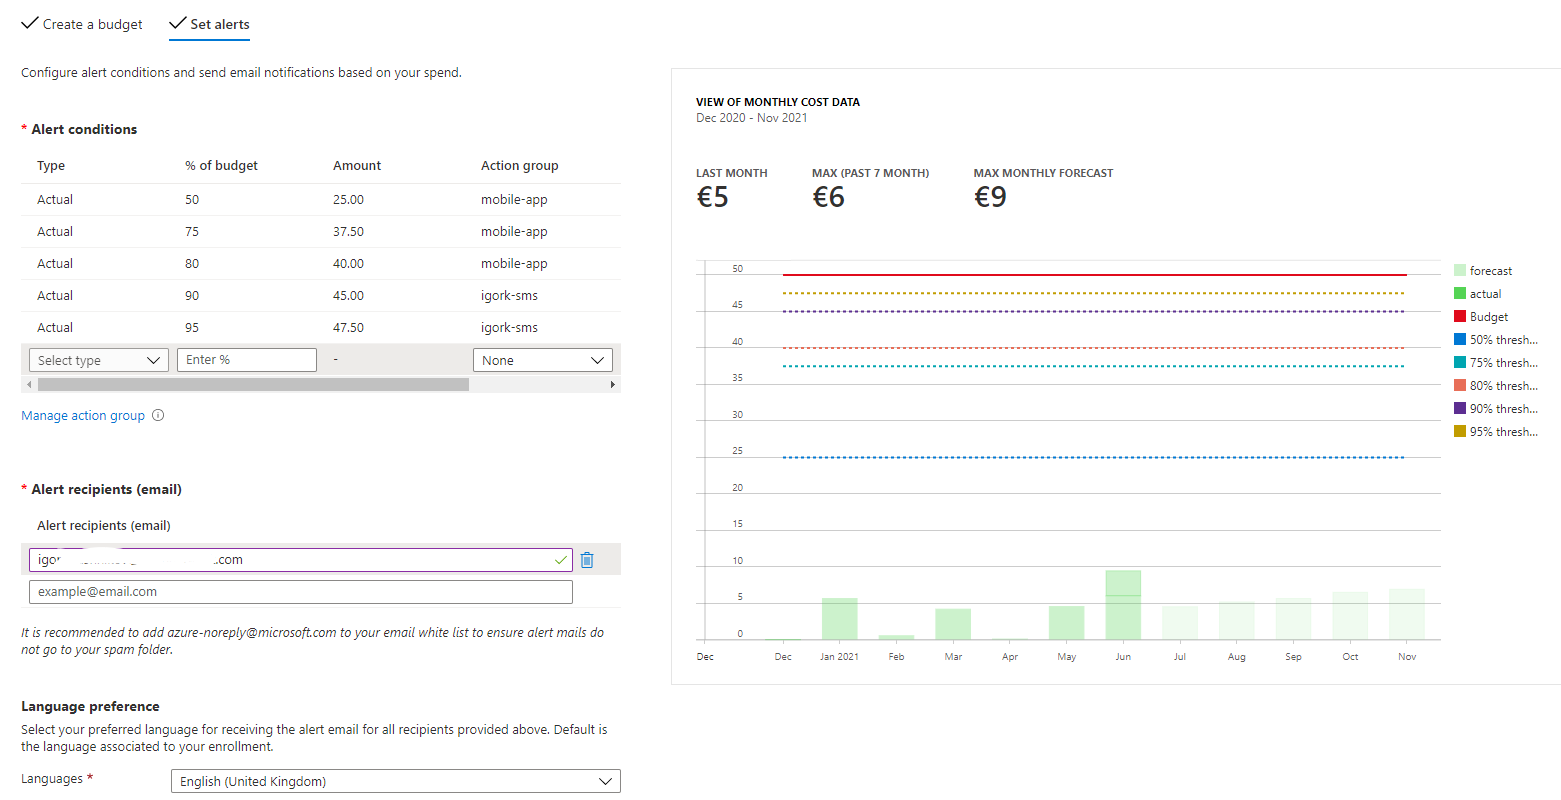 Create a budget
Set alerts
Configure alert conditions and send email notifications based on your spend.
* Alert conditions
Type % of budget Amount Action group
Actual 50 25.00 mobile-app
Actual 75 37.50 mobile-app
Actual 80 40.00 mobile-app
Actual 90 45.00 igork-sms
Actual 95 47.50 igork-sms
Select type Enter % - None
Manage action group
* Alert recipients (email)
Alert recipients (email)
igor .com
example@email.com
It is recommended to add azure-noreply@microsoft.com to your email white list to ensure alert mails do
not go to your spam folder.
Language preference
Select your preferred language for receiving the alert email for all recipients provided above. Default is
the language associated to your enrollment.
Languages * English (United Kingdom)
VIEW OF MONTHLY COST DATA
Dec 2020 - Nov 2021
LAST MONTH MAX (PAST 7 MONTH) MAX MONTHLY FORECAST
€5 €6 €9
50
45
40
35
30
25
20
15
10
5
0
Dec Dec Jan 2021 Feb Mar Apr May Jun Jul Aug Sep Oct Nov
forecast
actual
Budget
50% thresh...
75% thresh...
80% thresh...
90% thresh...
95% thresh...